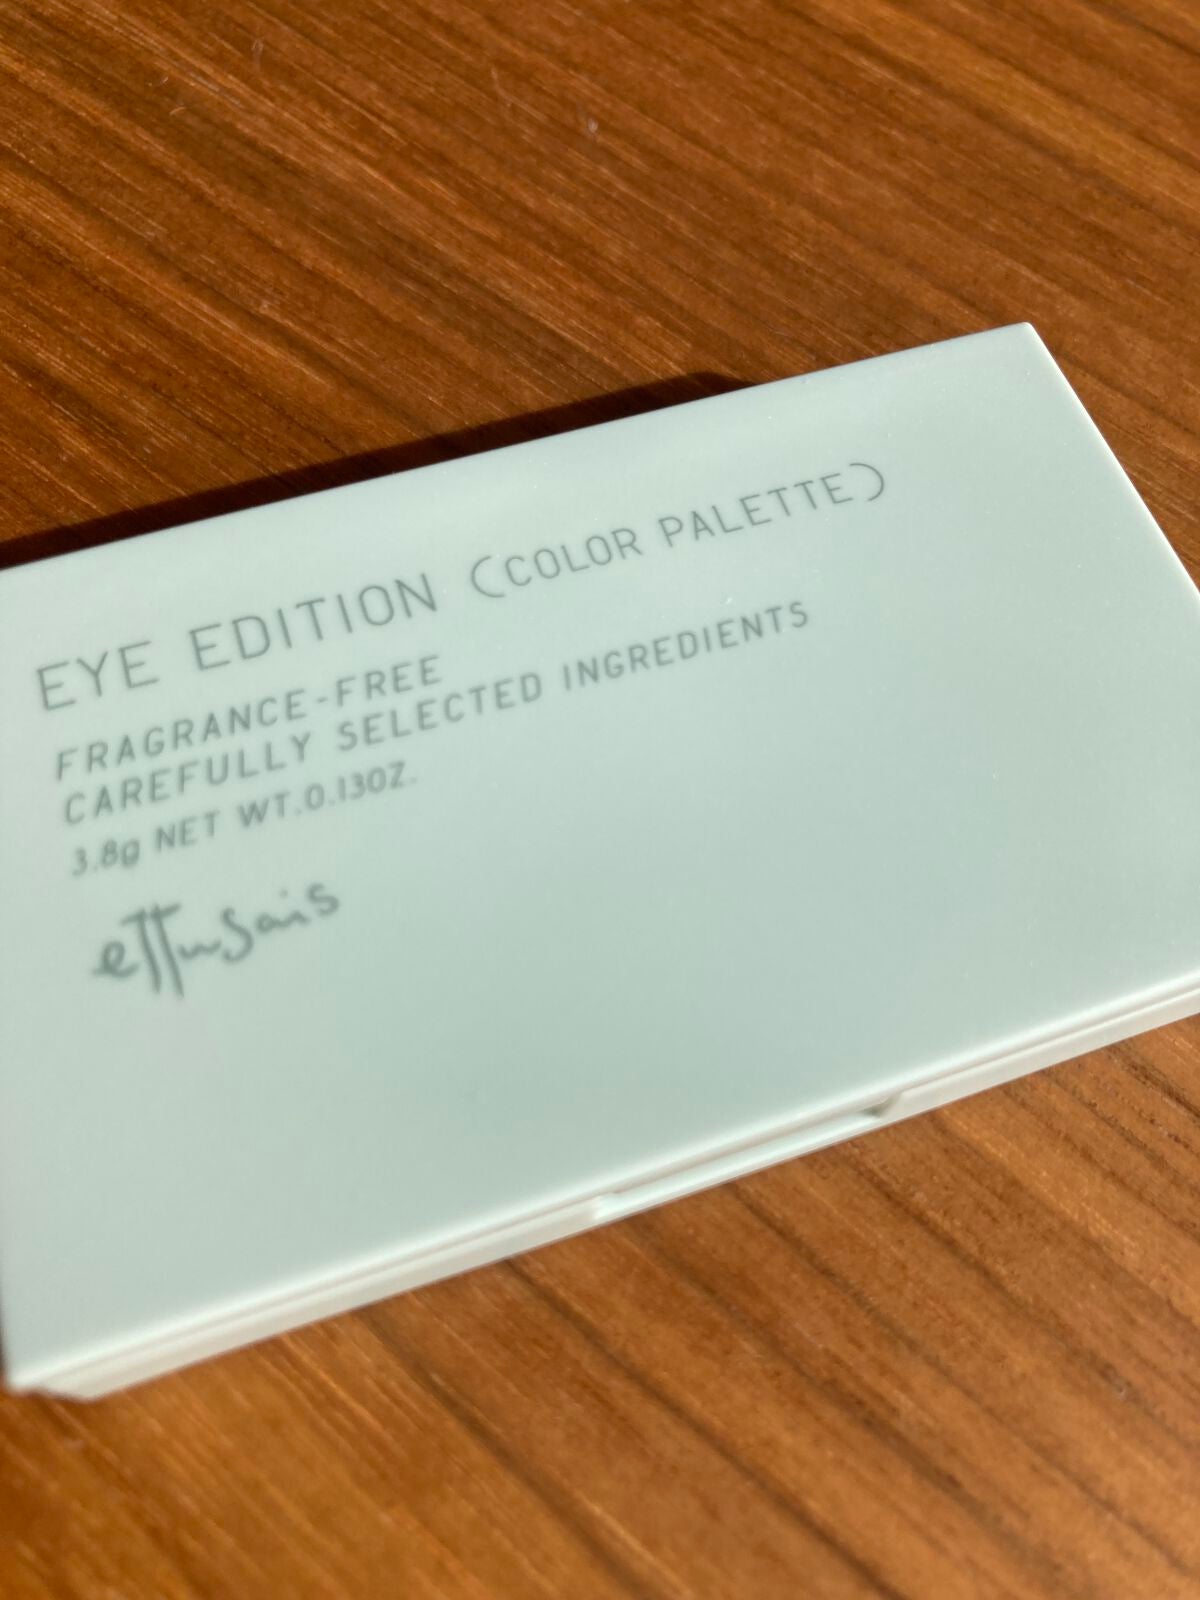 EYE EDITION (COLOR PALETTE)
FRAGRANCE-FREE
CAREFULLY SELECTED INGREDIENTS
3.8g NET WT.0.13OZ.
ettusais